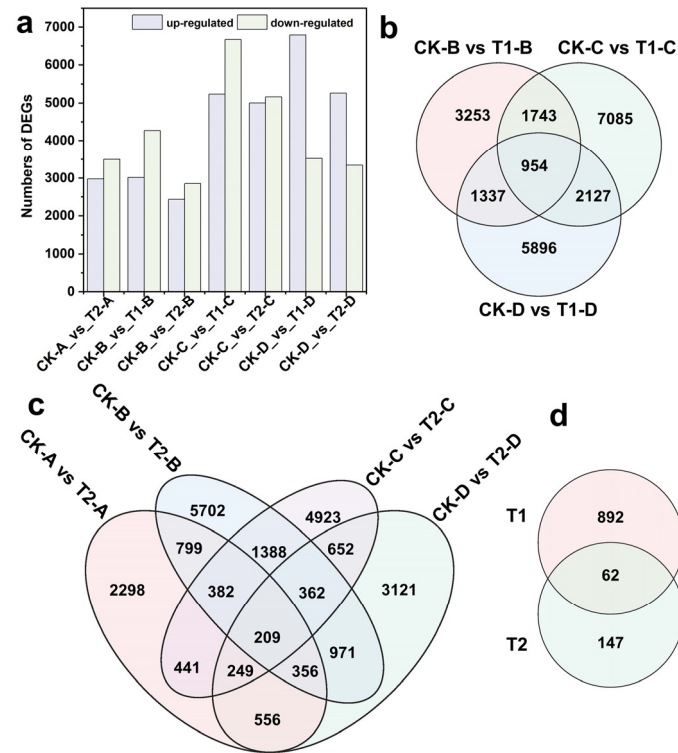 a
up-regulated
down-regulated
Numbers of DEGs
7000
6000
5000
4000
3000
2000
1000
0
CK-A_vs_T2-A
CK-B_vs_T1-B
CK-B_vs_T2-B
CK-C_vs_T1-C
CK-C_vs_T2-C
CK-D_vs_T1-D
CK-D_vs_T2-D
b
CK-B vs T1-B
CK-C vs T1-C
3253
1743
7085
954
1337
2127
5896
CK-D vs T1-D
c
CK-A vs T2-A
CK-B vs T2-B
CK-C vs T2-C
CK-D vs T2-D
5702
4923
799
1388
652
2298
382
362
3121
209
441
249
356
971
556
d
T1
892
62
T2
147